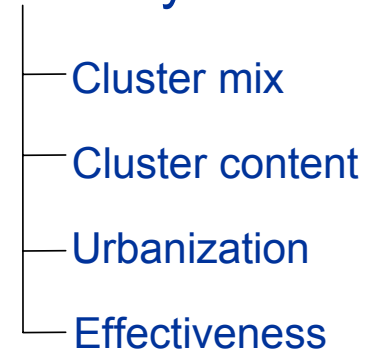 Cluster mix
Cluster content
Urbanization
Effectiveness